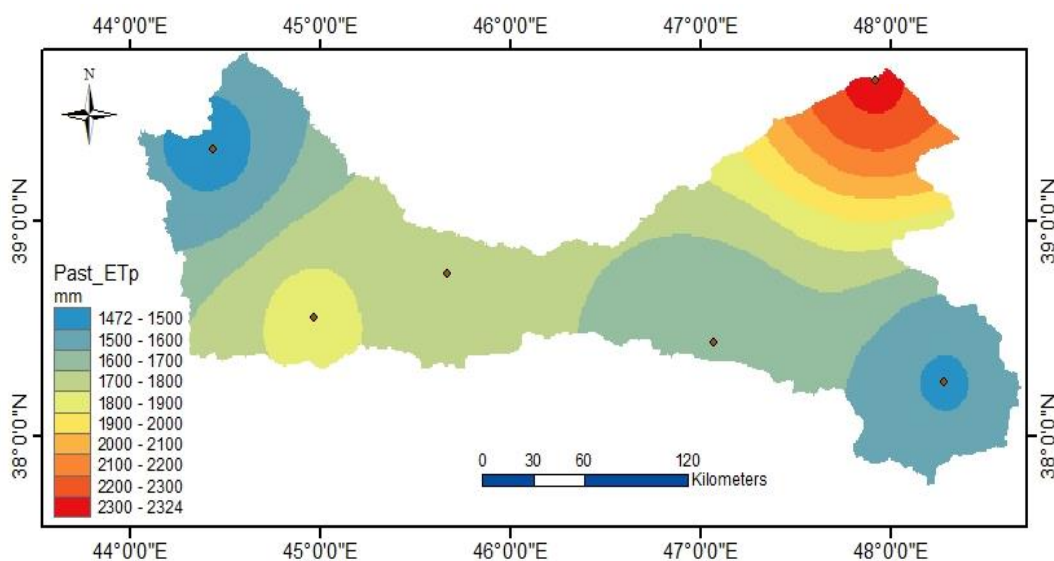 44°0'0"E 45°0'0"E 46°0'0"E 47°0'0"E 48°0'0"E
N
39°0'0"N 39°0'0"N
38°0'0"N 38°0'0"N
Past_ETp
mm
1472 - 1500
1500 - 1600
1600 - 1700
1700 - 1800
1800 - 1900
1900 - 2000
2000 - 2100
2100 - 2200
2200 - 2300
2300 - 2324
0 30 60 120
Kilometers
44°0'0"E 45°0'0"E 46°0'0"E 47°0'0"E 48°0'0"E